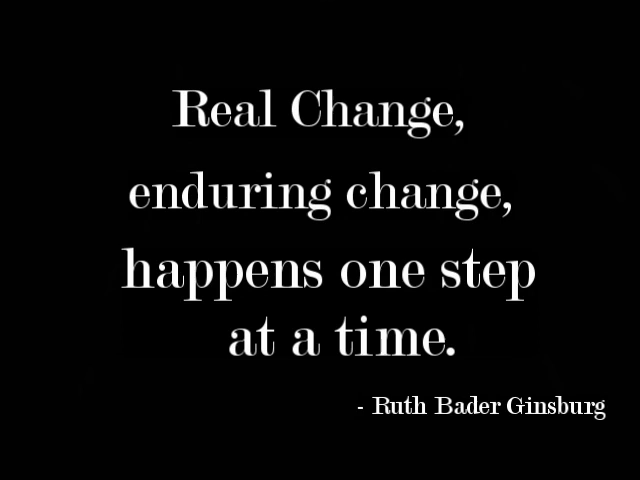 Real Change,
enduring change,
happens one step
at a time.
- Ruth Bader Ginsburg